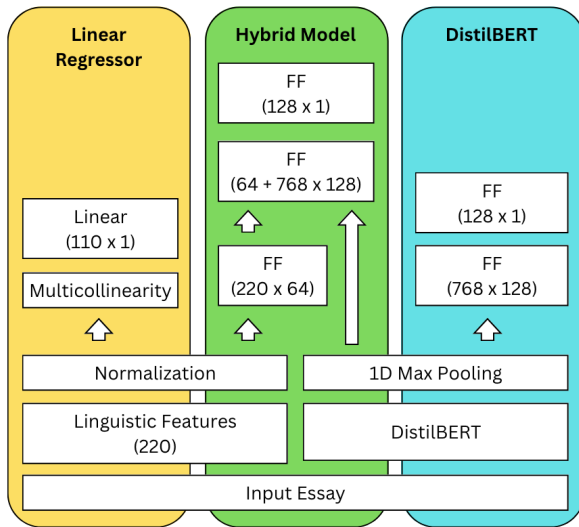 Linear
Regressor
Hybrid Model
DistilBERT
FF
(128 x 1)
FF
(64 + 768 x 128)
Linear
(110 x 1)
FF
(128 x 1)
Multicollinearity
FF
(220 x 64)
FF
(768 x 128)
Normalization
1D Max Pooling
Linguistic Features
(220)
DistilBERT
Input Essay